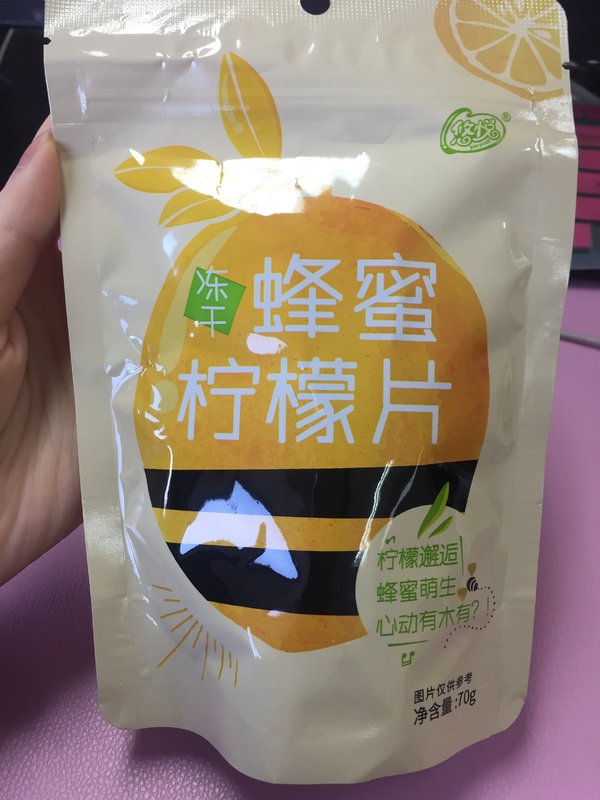 悠悦®
冻干
蜂蜜
柠檬片
柠檬邂逅
蜂蜜萌生
心动有木有?!
图片仅供参考
净含量:70g